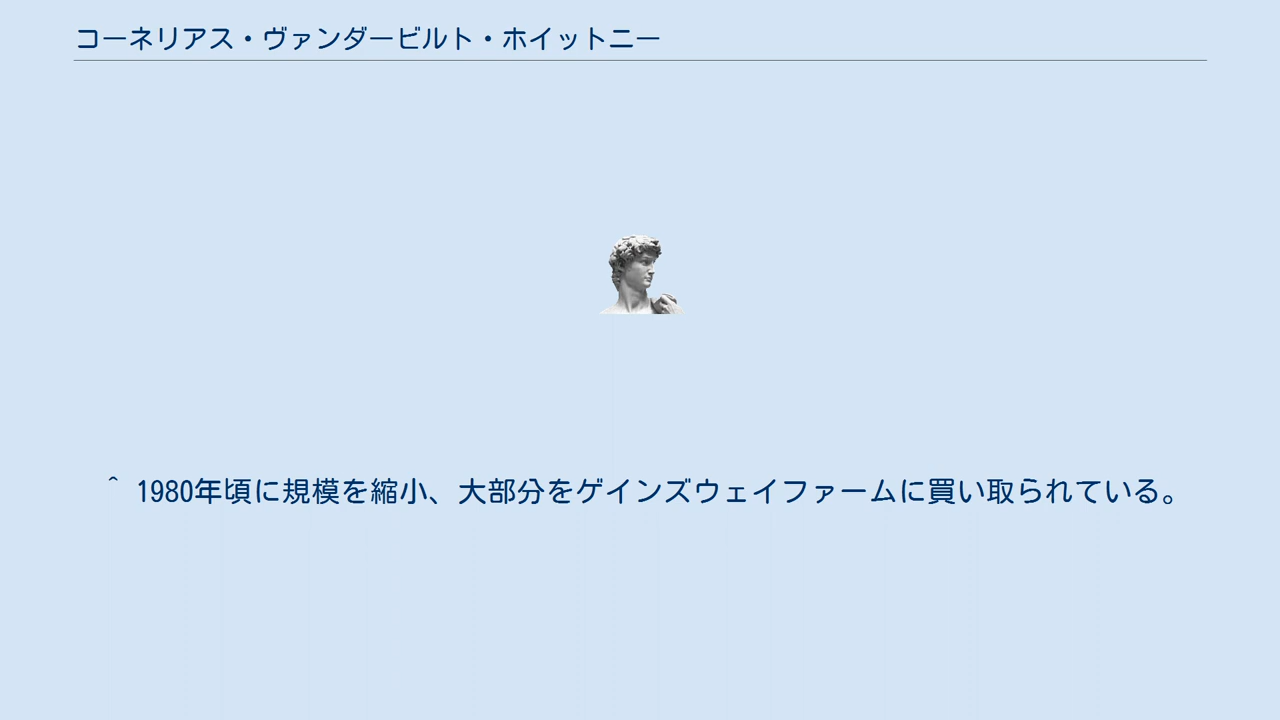 コーネリアス・ヴァンダービルト・ホイットニー
^ 1980年頃に規模を縮小、大部分をゲインズウェイファームに買い取られている。